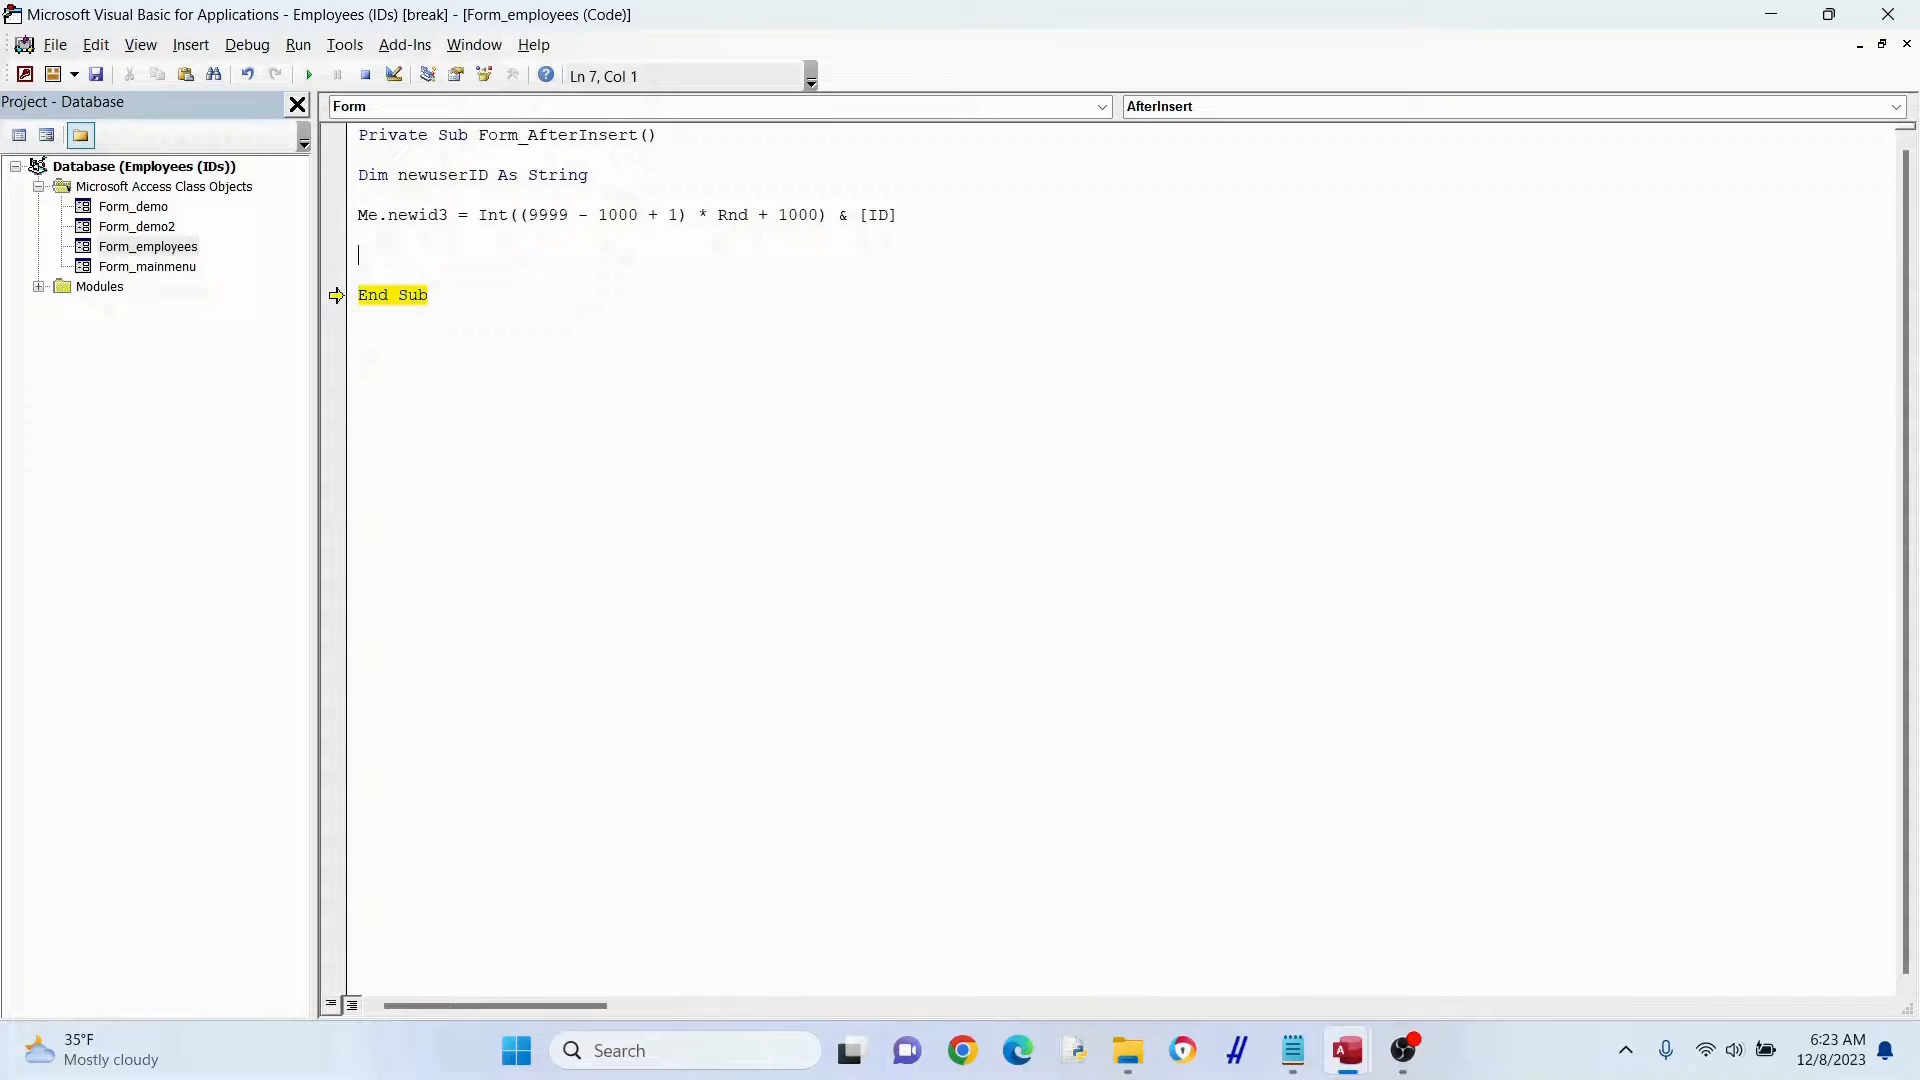 Microsoft Visual Basic for Applications - Employees (IDs) [break] - [Form_employees (Code)]
File Edit View Insert Debug Run Tools Add-Ins Window Help
Ln 7, Col 1
Project - Database
Form
AfterInsert
Database (Employees (IDs))
Microsoft Access Class Objects
Form_demo
Form_demo2
Form_employees
Form_mainmenu
Modules
Private Sub Form_AfterInsert()
Dim newuserID As String
Me.newid3 = Int((9999 - 1000 + 1) * Rnd + 1000) & [ID]
End Sub
35°F
Mostly cloudy
Search
6:23 AM
12/8/2023